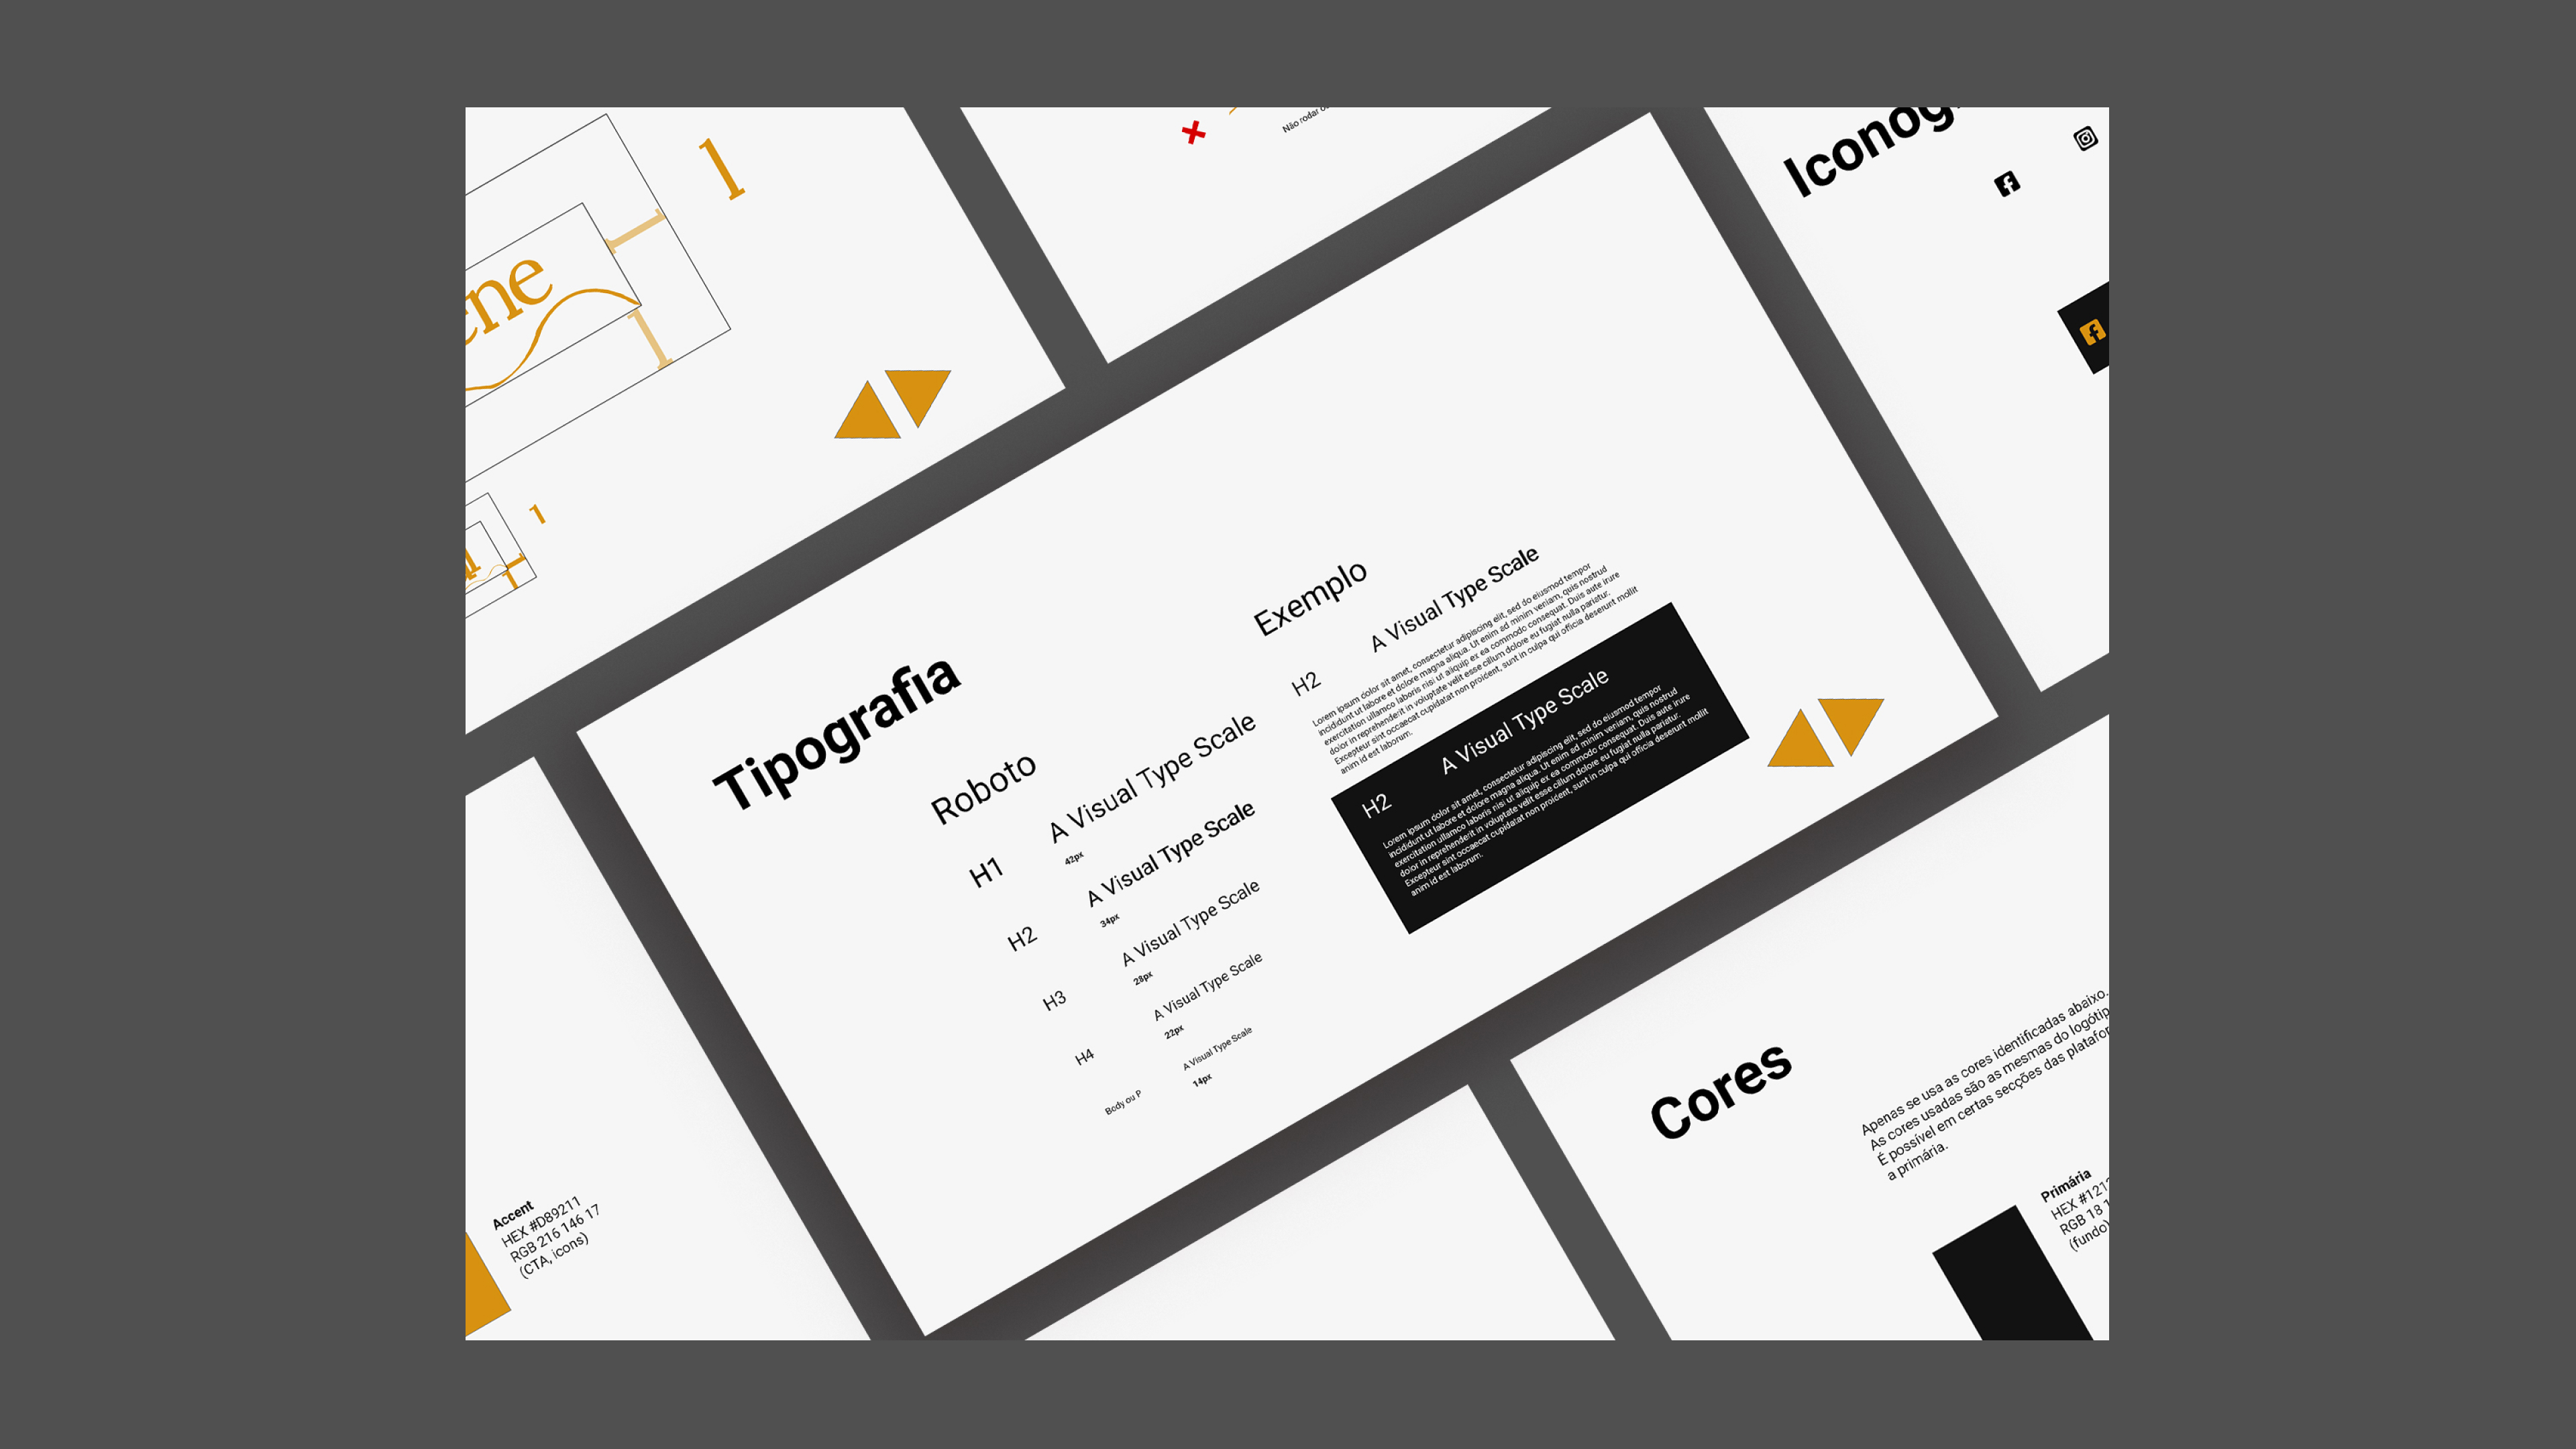 ene
l
l
Não rodar
Iconog
Tipografia
Roboto
H1
A Visual Type Scale
42px
H2
A Visual Type Scale
34px
H3
A Visual Type Scale
28px
H4
A Visual Type Scale
22px
Body ou P
A Visual Type Scale
14px
Exemplo
H2
A Visual Type Scale
Lorem ipsum dolor sit amet, consectetur adipiscing elit, sed do eiusmod tempor
incididunt ut labore et dolore magna aliqua. Ut enim ad minim veniam, quis nostrud
exercitation ullamco laboris nisi ut aliquip ex ea commodo consequat. Duis aute irure
dolor in reprehenderit in voluptate velit esse cillum dolore eu fugiat nulla pariatur.
Excepteur sint occaecat cupidatat non proident, sunt in culpa qui officia deserunt mollit
anim id est laborum.
H2
A Visual Type Scale
Lorem ipsum dolor sit amet, consectetur adipiscing elit, sed do eiusmod tempor
incididunt ut labore et dolore magna aliqua. Ut enim ad minim veniam, quis nostrud
exercitation ullamco laboris nisi ut aliquip ex ea commodo consequat. Duis aute irure
dolor in reprehenderit in voluptate velit esse cillum dolore eu fugiat nulla pariatur.
Excepteur sint occaecat cupidatat non proident, sunt in culpa qui officia deserunt mollit
anim id est laborum.
Accent
HEX #D89211
RGB 216 146 17
(CTA, icons)
Cores
Apenas se usa as cores identificadas abaixo.
As cores usadas são as mesmas do logótip
É possível em certas secções das platafor
a primária.
Primária
HEX #121
RGB 18
(fundo)